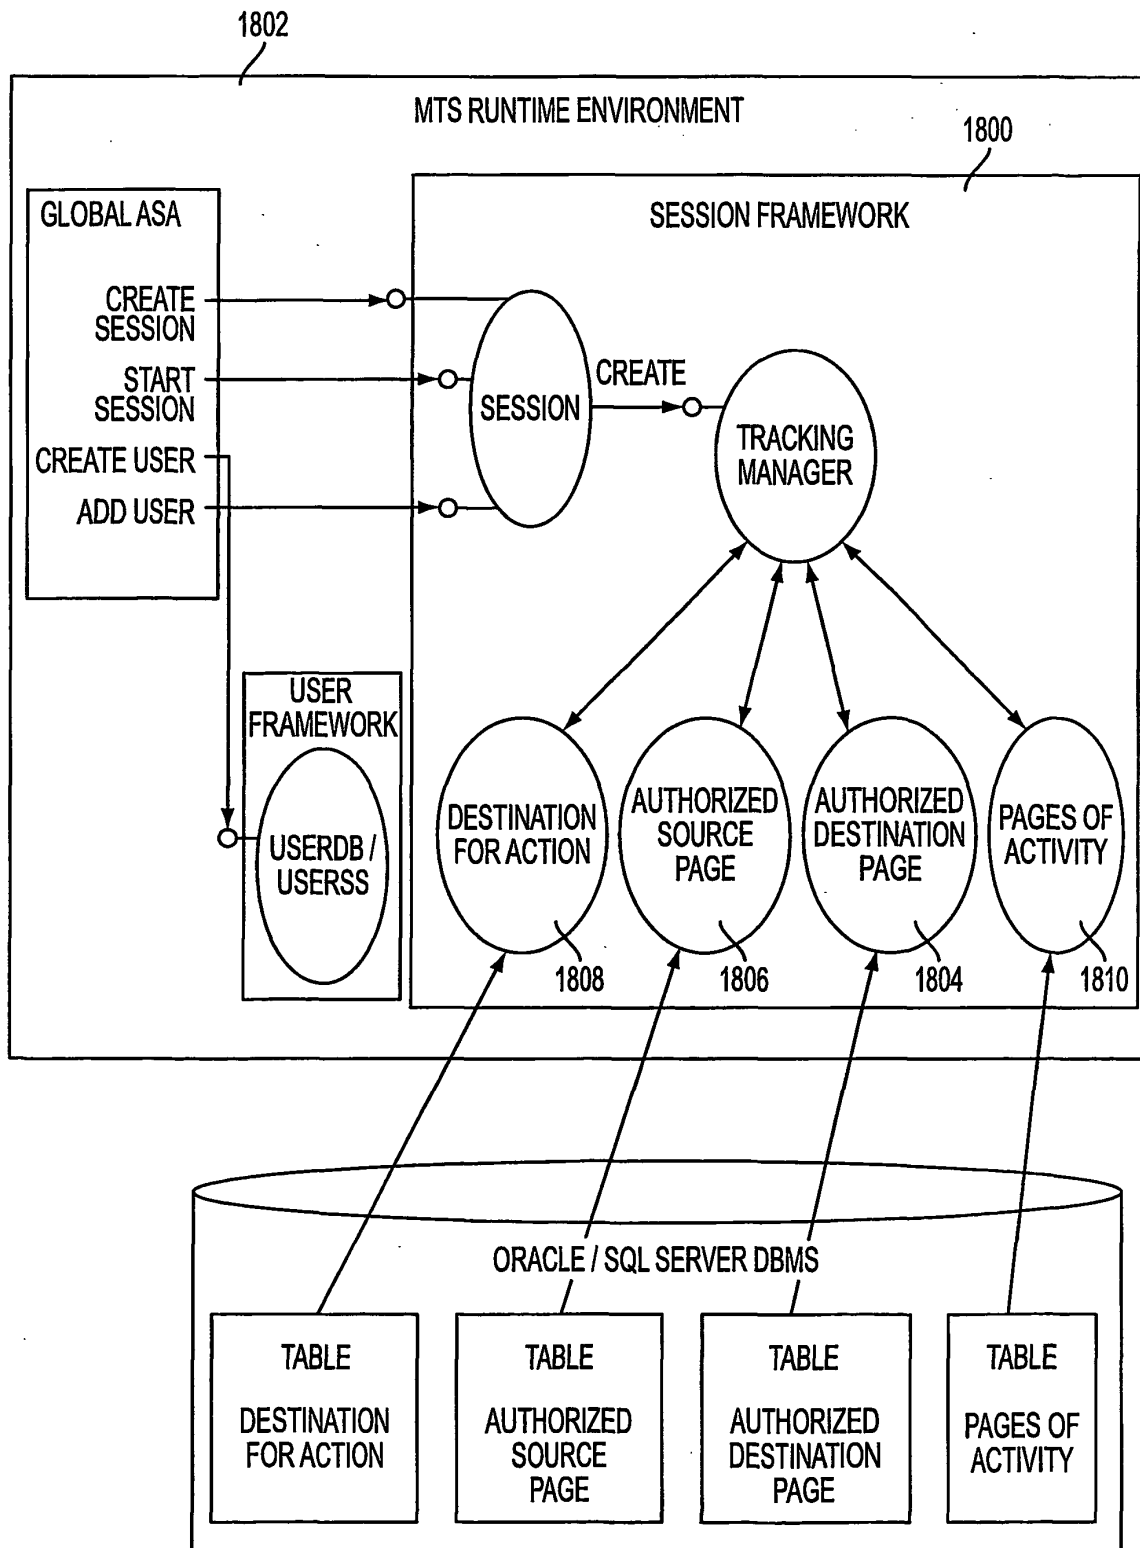 1802
MTS RUNTIME ENVIRONMENT
1800
GLOBAL ASA
SESSION FRAMEWORK
CREATE
SESSION
START
SESSION
CREATE USER
ADD USER
SESSION
CREATE
TRACKING
MANAGER
USER
FRAMEWORK
USERDB /
USERSS
DESTINATION
FOR ACTION
AUTHORIZED
SOURCE
PAGE
AUTHORIZED
DESTINATION
PAGE
PAGES OF
ACTIVITY
1808
1806
1804
1810
ORACLE / SQL SERVER DBMS
TABLE
DESTINATION
FOR ACTION
TABLE
AUTHORIZED
SOURCE
PAGE
TABLE
AUTHORIZED
DESTINATION
PAGE
TABLE
PAGES OF
ACTIVITY